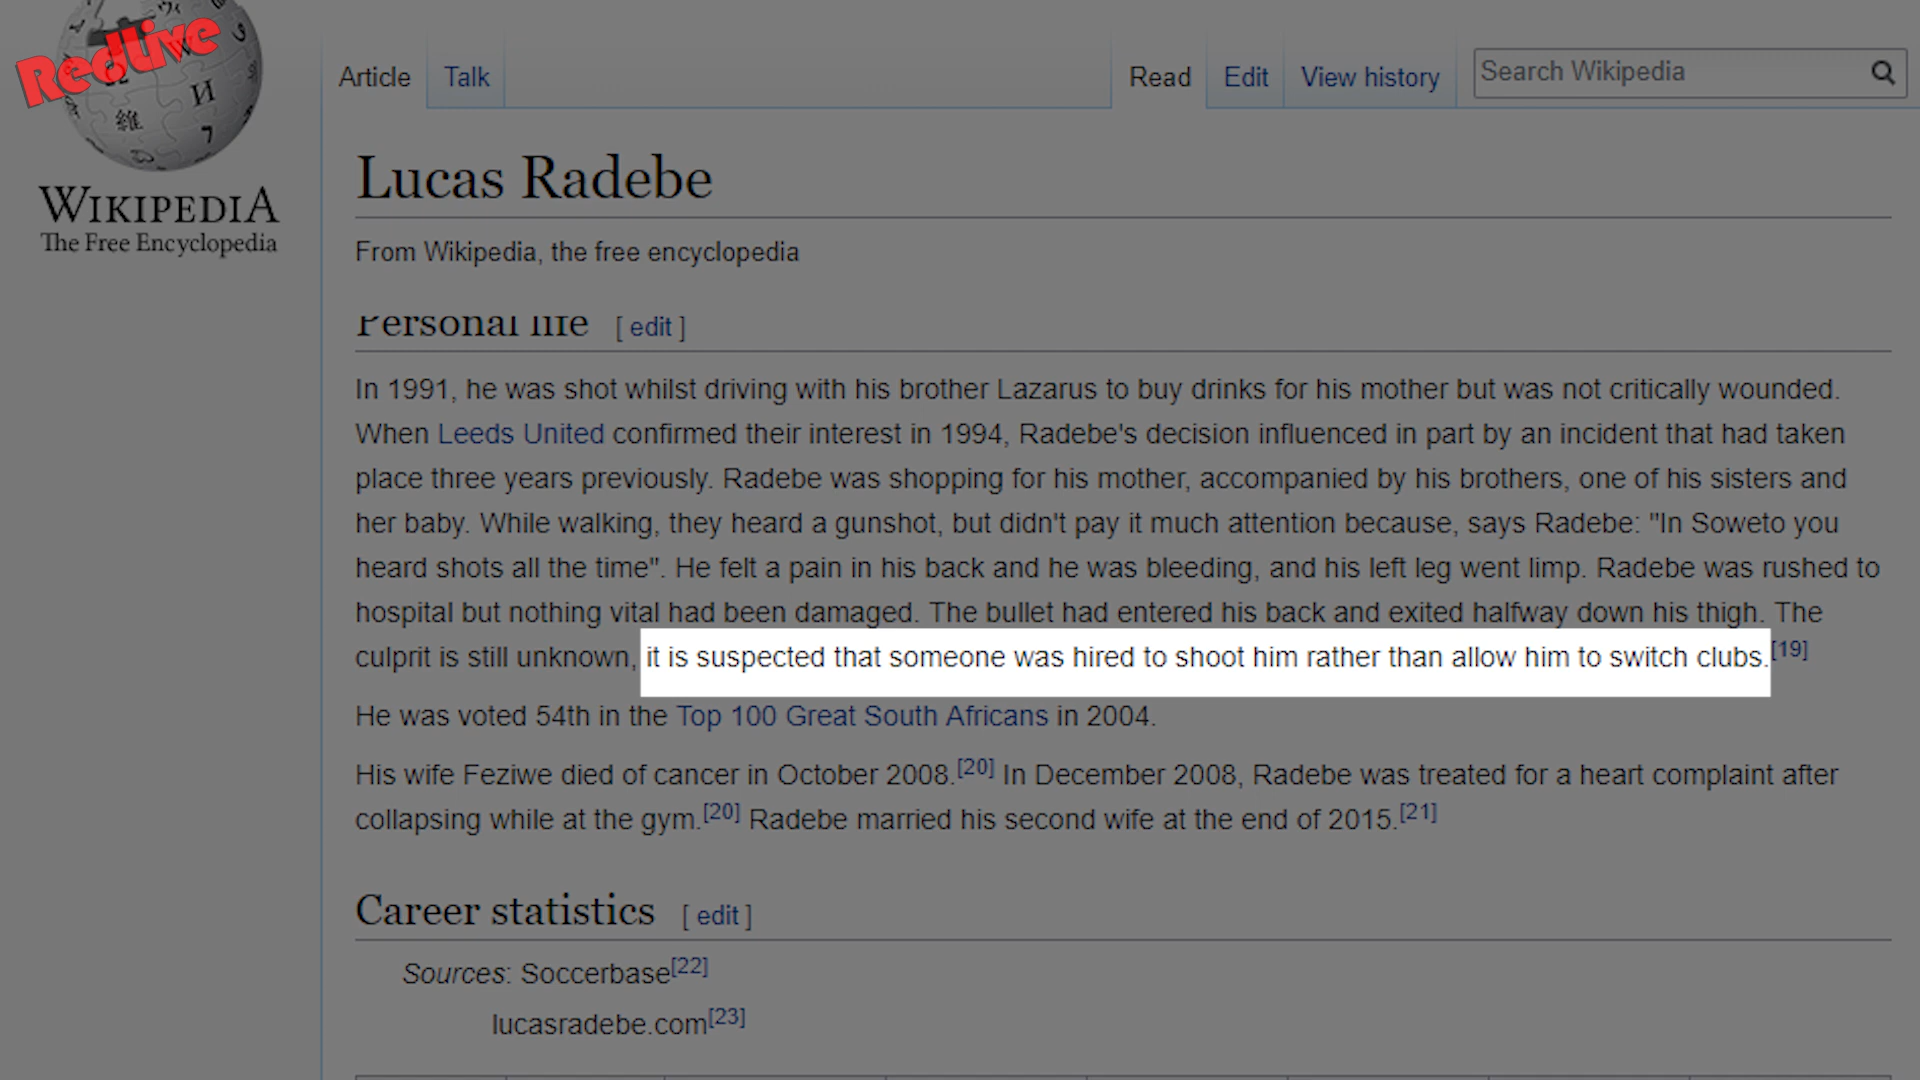 RedLive
WIKIPEDIA
The Free Encyclopedia
Article Talk Read Edit View history Search Wikipedia
Lucas Radebe
From Wikipedia, the free encyclopedia
Personal life [ edit ]
In 1991, he was shot whilst driving with his brother Lazarus to buy drinks for his mother but was not critically wounded.
When Leeds United confirmed their interest in 1994, Radebe's decision influenced in part by an incident that had taken
place three years previously. Radebe was shopping for his mother, accompanied by his brothers, one of his sisters and
her baby. While walking, they heard a gunshot, but didn't pay it much attention because, says Radebe: "In Soweto you
heard shots all the time". He felt a pain in his back and he was bleeding, and his left leg went limp. Radebe was rushed to
hospital but nothing vital had been damaged. The bullet had entered his back and exited halfway down his thigh. The
culprit is still unknown, it is suspected that someone was hired to shoot him rather than allow him to switch clubs.[19]
He was voted 54th in the Top 100 Great South Africans in 2004.
His wife Feziwe died of cancer in October 2008.[20] In December 2008, Radebe was treated for a heart complaint after
collapsing while at the gym.[20] Radebe married his second wife at the end of 2015.[21]
Career statistics [ edit ]
Sources: Soccerbase[22]
lucasradebe.com[23]